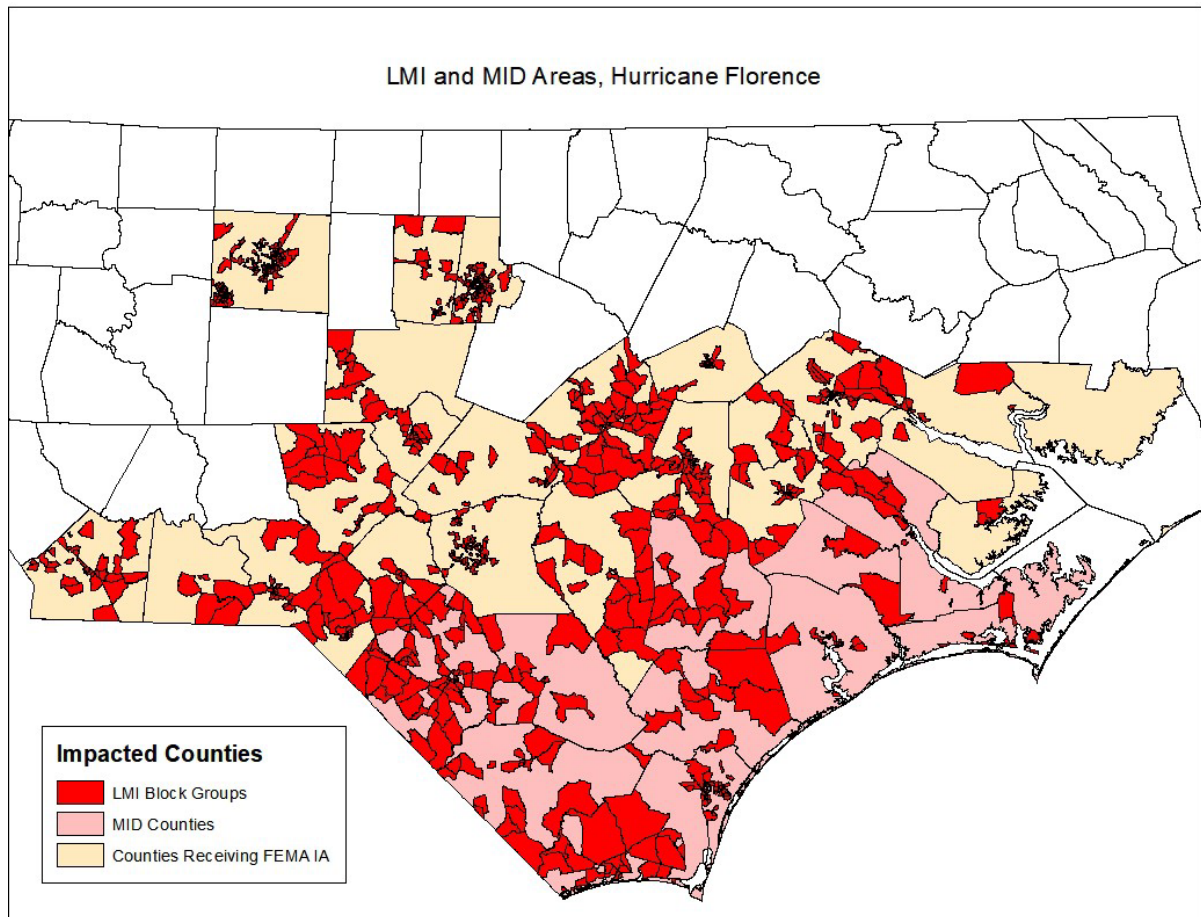 LMI and MID Areas, Hurricane Florence
Impacted Counties
LMI Block Groups
MID Counties
Counties Receiving FEMA IA